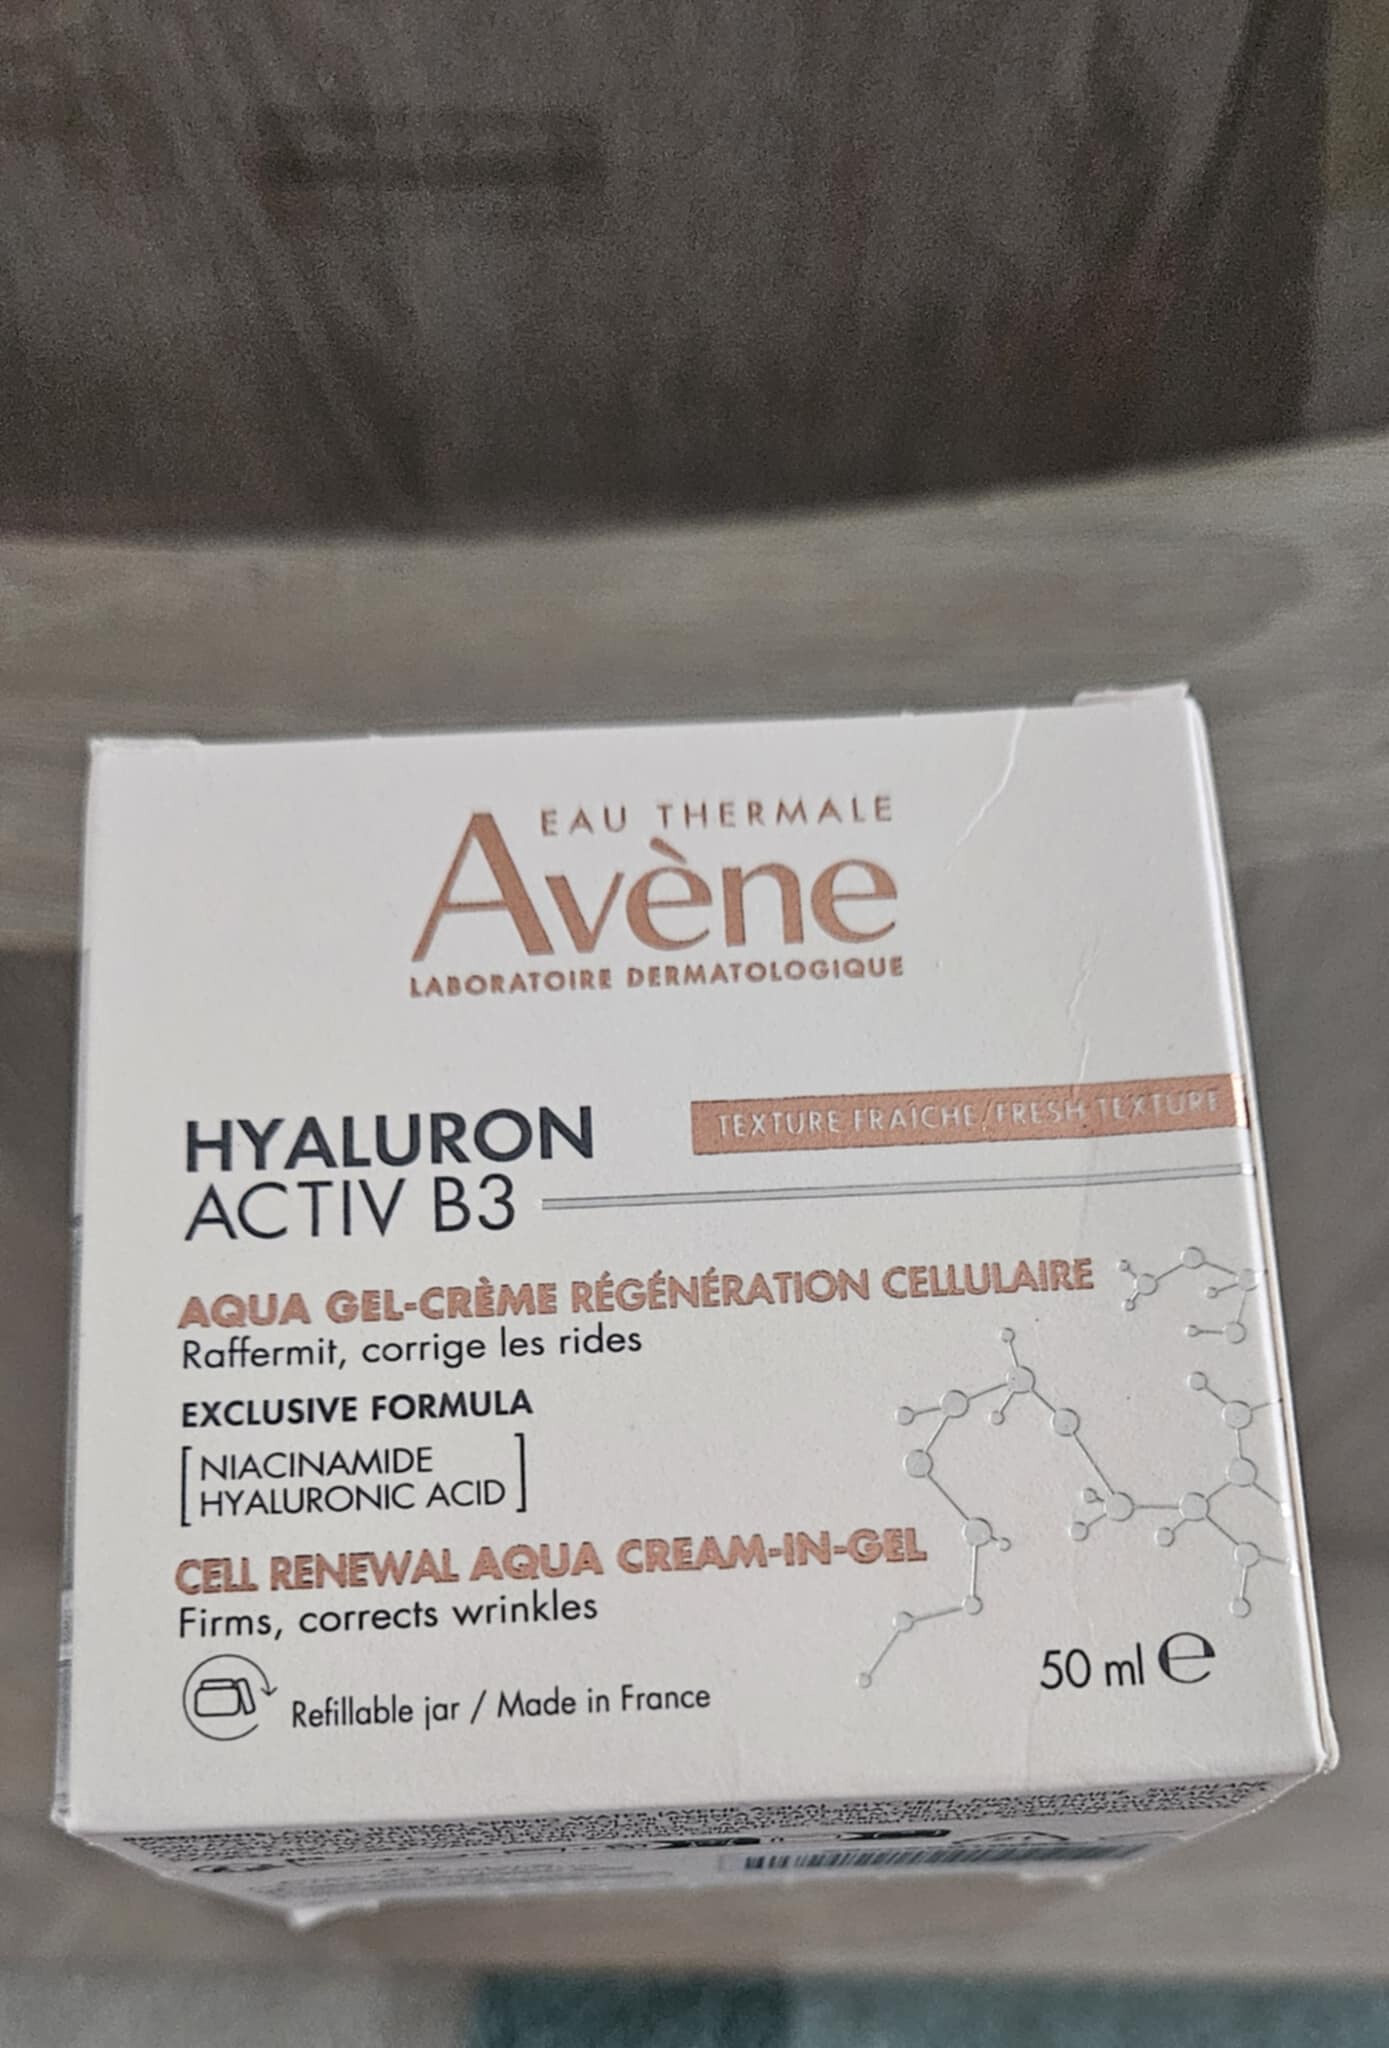 EAU THERMALE
Avène
LABORATOIRE DERMATOLOGIQUE
HYALURON
TEXTURE FRAÎCHE/FRESH TEXTURE
ACTIV B3
AQUA GEL-CRÈME RÉGÉNÉRATION CELLULAIRE
Raffermit, corrige les rides
EXCLUSIVE FORMULA
[NIACINAMIDE
HYALURONIC ACID]
CELL RENEWAL AQUA CREAM-IN-GEL
Firms, corrects wrinkles
Refillable jar / Made in France
50 ml e